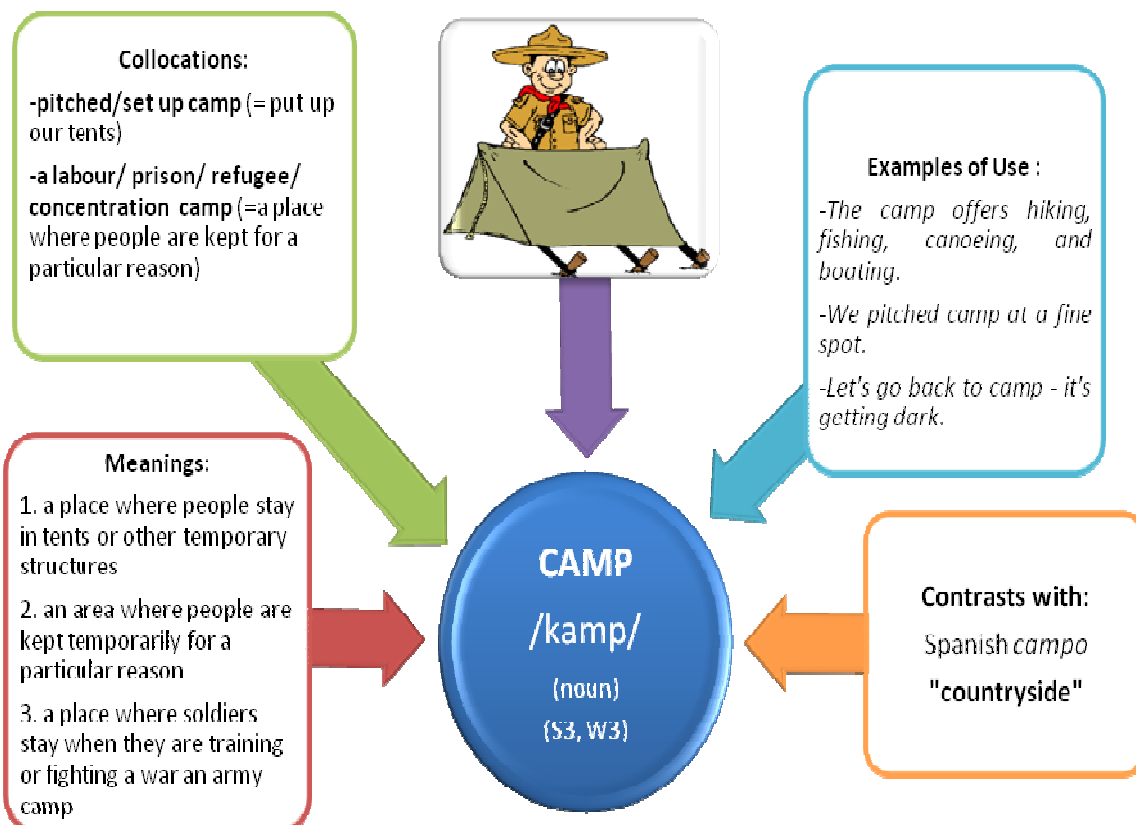 Collocations:
-pitched/set up camp (= put up
our tents)
-a labour/ prison/ refugee/
concentration camp (=a place
where people are kept for a
particular reason)
Examples of Use :
-The camp offers hiking,
fishing, canoeing, and
boating.
-We pitched camp at a fine
spot.
-Let's go back to camp - it's
getting dark.
Meanings:
1. a place where people stay
in tents or other temporary
structures
2. an area where people are
kept temporarily for a
particular reason
3. a place where soldiers
stay when they are training
or fighting a war an army
camp
CAMP
/kamp/
(noun)
(S3, W3)
Contrasts with:
Spanish campo
"countryside"